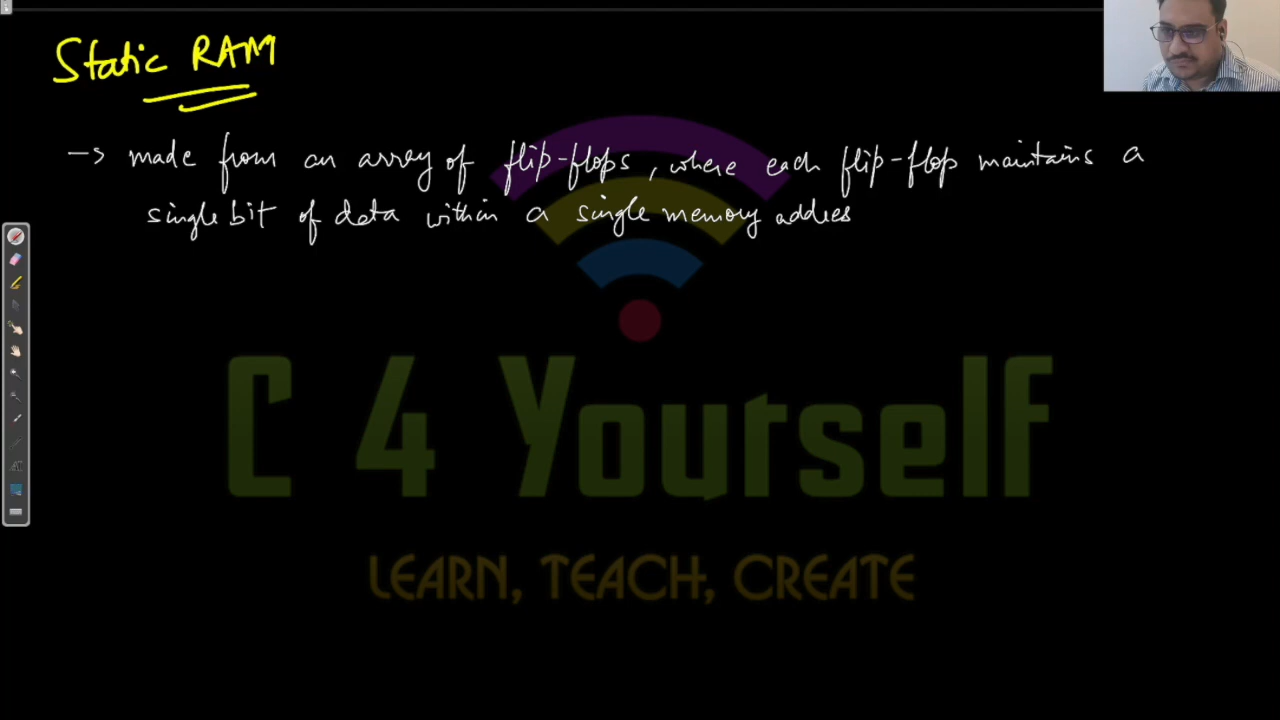 Static RAM
→ made from an array of flip-flops, where each flip-flop maintains a
single bit of data within a single memory address
C 4 Yourself
LEARN, TEACH, CREATE